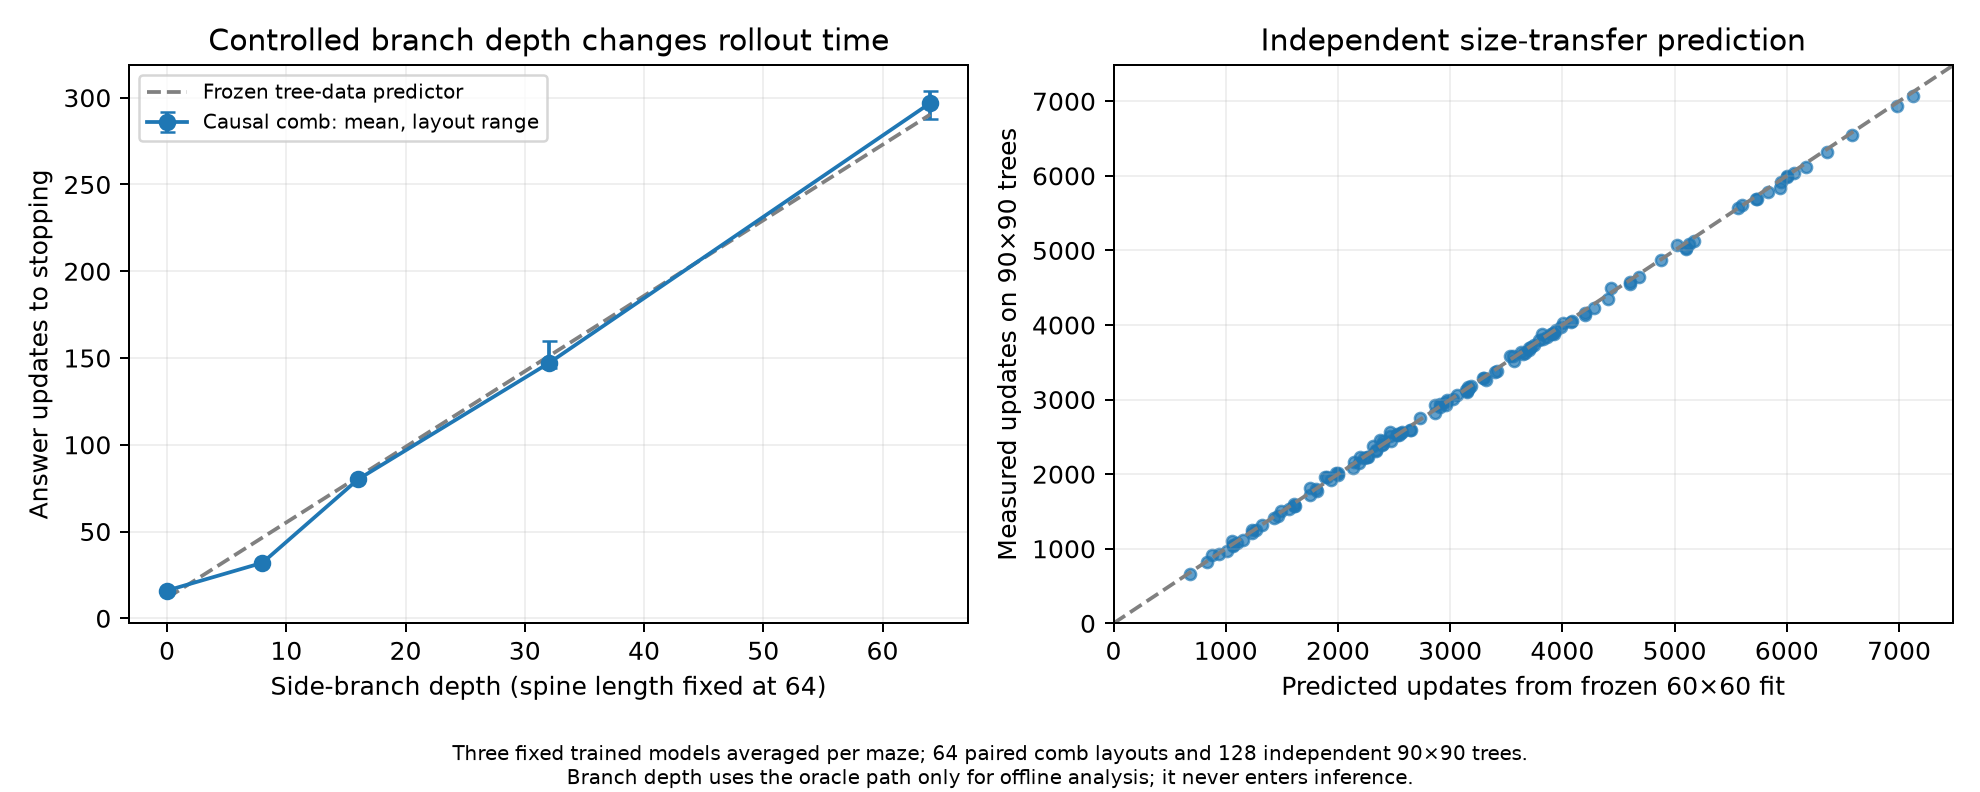 Controlled branch depth changes rollout time
Frozen tree-data predictor
Causal comb: mean, layout range
Answer updates to stopping
300
250
200
150
100
50
0
0 10 20 30 40 50 60
Side-branch depth (spine length fixed at 64)
Independent size-transfer prediction
Measured updates on 90×90 trees
7000
6000
5000
4000
3000
2000
1000
0
0 1000 2000 3000 4000 5000 6000 7000
Predicted updates from frozen 60×60 fit
Three fixed trained models averaged per maze; 64 paired comb layouts and 128 independent 90×90 trees.
Branch depth uses the oracle path only for offline analysis; it never enters inference.